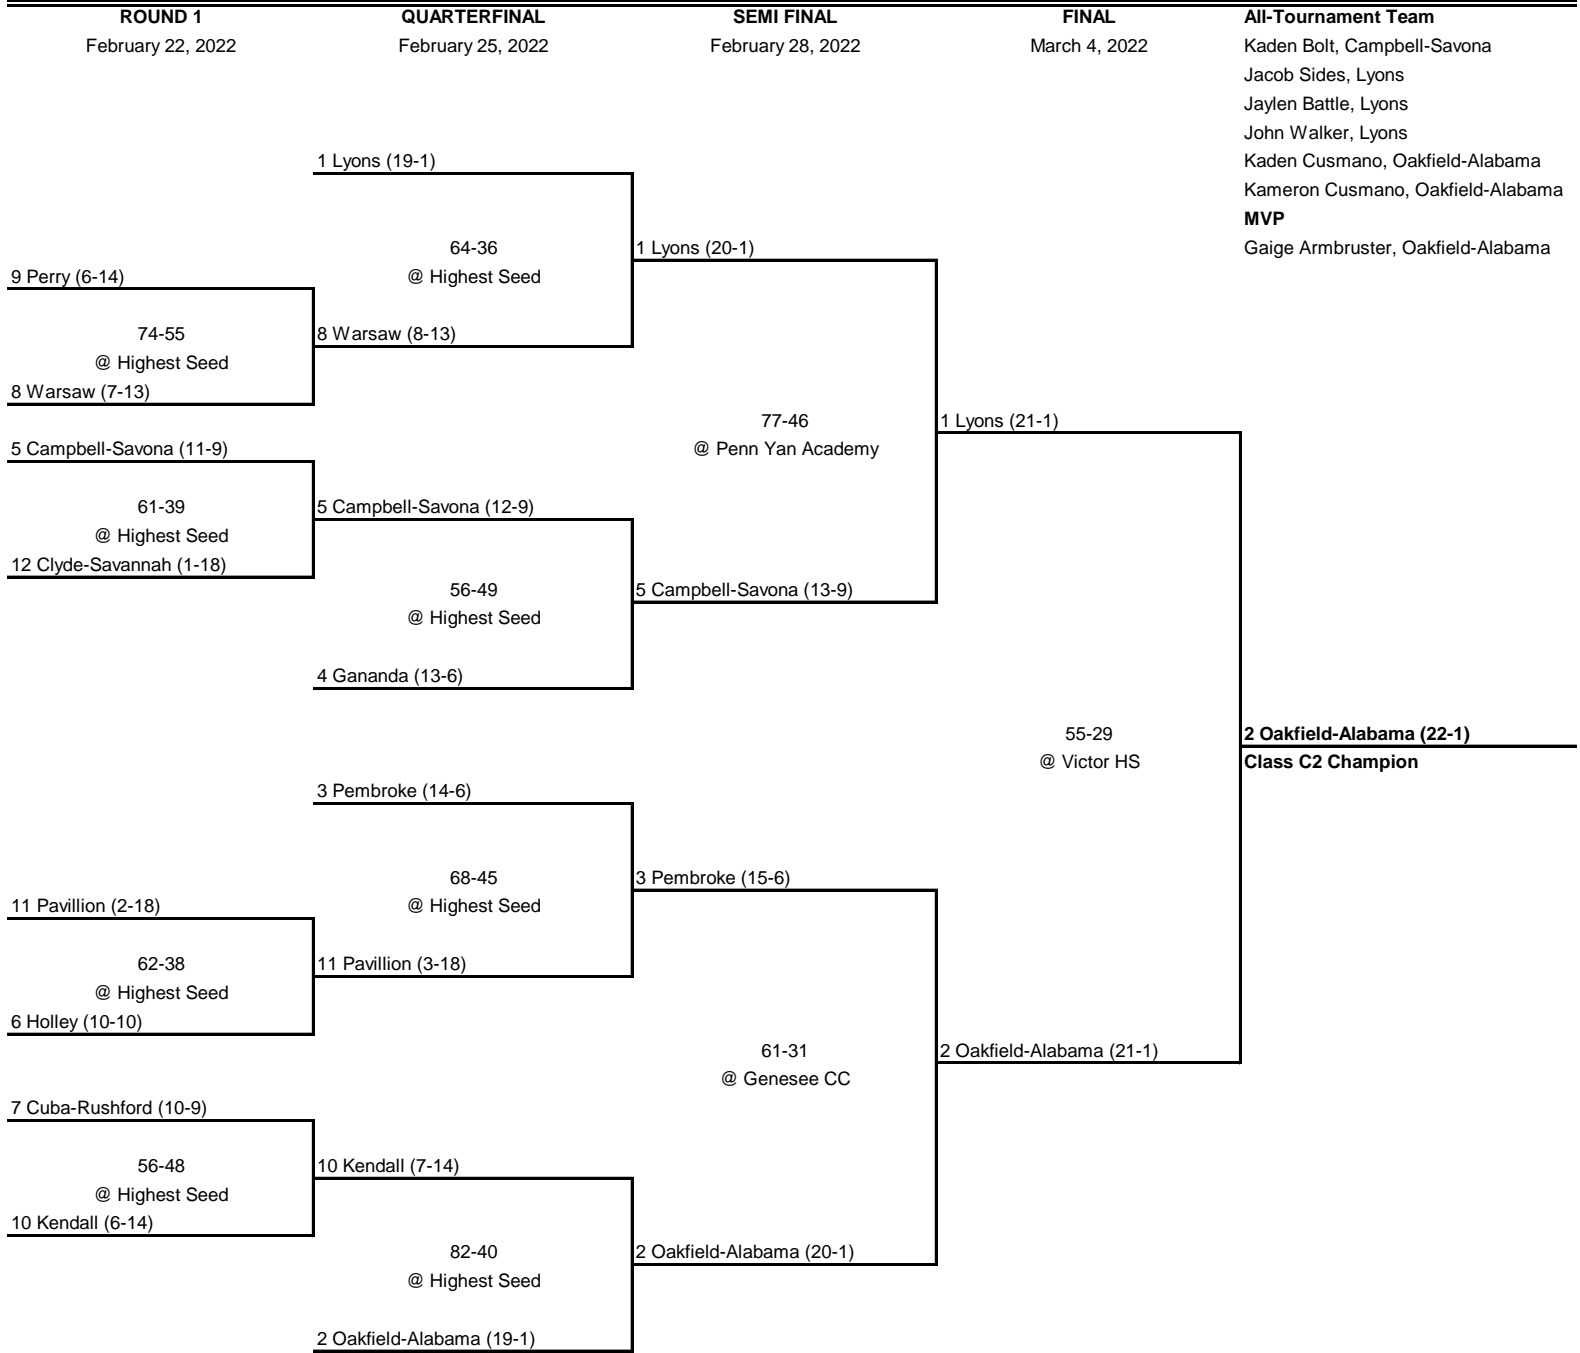 ROUND 1 QUARTERFINAL SEMI FINAL FINAL All-Tournament Team
February 22, 2022 February 25, 2022 February 28, 2022 March 4, 2022 Kaden Bolt, Campbell-Savona
Jacob Sides, Lyons
Jaylen Battle, Lyons
John Walker, Lyons
1 Lyons (19-1) Kaden Cusmano, Oakfield-Alabama
Kameron Cusmano, Oakfield-Alabama
MVP
64-36 1 Lyons (20-1) Gaige Armbruster, Oakfield-Alabama
9 Perry (6-14) @ Highest Seed
74-55 8 Warsaw (8-13)
@ Highest Seed
8 Warsaw (7-13)
77-46 1 Lyons (21-1)
5 Campbell-Savona (11-9) @ Penn Yan Academy
61-39 5 Campbell-Savona (12-9)
@ Highest Seed
12 Clyde-Savannah (1-18)
56-49 5 Campbell-Savona (13-9)
@ Highest Seed
4 Gananda (13-6)
55-29 2 Oakfield-Alabama (22-1)
@ Victor HS Class C2 Champion
3 Pembroke (14-6)
68-45 3 Pembroke (15-6)
11 Pavillion (2-18) @ Highest Seed
62-38 11 Pavillion (3-18)
@ Highest Seed
6 Holley (10-10)
61-31 2 Oakfield-Alabama (21-1)
@ Genesee CC
7 Cuba-Rushford (10-9)
56-48 10 Kendall (7-14)
@ Highest Seed
10 Kendall (6-14)
82-40 2 Oakfield-Alabama (20-1)
@ Highest Seed
2 Oakfield-Alabama (19-1)